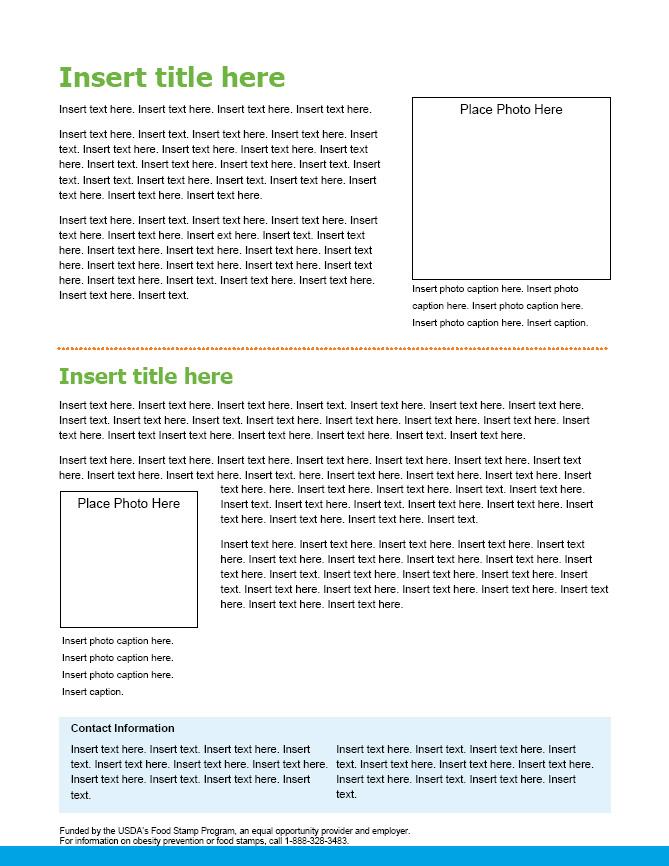 Insert title here
Insert text here. Insert text here. Insert text here. Insert text here.
Insert text here. Insert text. Insert text here. Insert text here. Insert
text. Insert text here. Insert text here. Insert text here. Insert text
here. Insert text. Insert text here. Insert text here. Insert text. Insert
text. Insert text. Insert text here. Insert text. Insert text here. Insert
text here. Insert text here. Insert text here.
Insert text here. Insert text. Insert text here. Insert text here. Insert
text here. Insert text here. Insert ext here. Insert text. Insert text
here. Insert text here. Insert text here. Insert text here. Insert text
here. Insert text here. Insert text here. Insert text here. Insert text
here. Insert text here. Insert text here. Insert text here. Insert text.
Insert text here. Insert text.
Place Photo Here
Insert photo caption here. Insert photo
caption here. Insert photo caption here.
Insert photo caption here. Insert caption.
Insert title here
Insert text here. Insert text here. Insert text here. Insert text. Insert text here. Insert text here. Insert text here.
Insert text. Insert text here. Insert text here. Insert text here. Insert text here. Insert text here. Insert text here. Insert
text here. Insert text Insert text here. Insert text here. Insert text here. Insert text. Insert text here.
Insert text here. Insert text here. Insert text here. Insert text here. Insert text here. Insert text here. Insert text
here. Insert text here. Insert text here. Insert text. here. Insert text here. Insert text here. Insert text here. Insert
text here. here. Insert text here. Insert text here. Insert text. Insert text here.
Insert text. Insert text here. Insert text. Insert text here. Insert text here. Insert
text here. Insert text here. Insert text here. Insert text.
Insert text here. Insert text here. Insert text here. Insert text here. Insert text
here. Insert text here. Insert text here. Insert text here. Insert text here. Insert
text here. Insert text. Insert text here. Insert text here. Insert text here. Insert
text. Insert text here. Insert text here. Insert text here. Insert text. Insert text here
here. Insert text here. Insert text here.
Place Photo Here
Insert photo caption here.
Insert photo caption here.
Insert photo caption here.
Insert caption.
Contact Information
Insert text here. Insert text. Insert text here. Insert
text. Insert text here. Insert text here. Insert text here.
Insert text here. Insert text. Insert text here. Insert
text.
Insert text here. Insert text. Insert text here. Insert
text. Insert text here. Insert text here. Insert text here.
Insert text here. Insert text. Insert text here. Insert
text.
Funded by the USDA's Food Stamp Program, an equal opportunity provider and employer.
For information on obesity prevention or food stamps, call 1-888-328-3483.